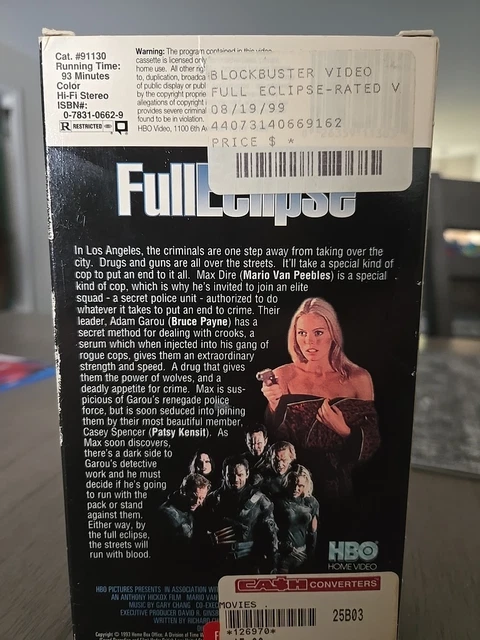 Cat. #91130
Running Time:
93 Minutes
Color
Hi-Fi Stereo
ISBN#:
0-7831-0662-9
R RESTRICTED
Warning: The program contained in this video
cassette is licensed only
home use. All other rig
to, duplication, broadca
of public display or publ
by the copyright proprie
allegations of copyright i
provides severe criminal
found to be in violation.
HBO Video, 1100 6th A
BLOCKBUSTER VIDEO
FULL ECLIPSE-RATED V
08/19/99
44073140669162
PRICE $ *
Full Eclipse
In Los Angeles, the criminals are one step away from taking over the
city. Drugs and guns are all over the streets. It'll take a special kind of
cop to put an end to it all. Max Dire (Mario Van Peebles) is a special
kind of cop, which is why he's invited to join an elite
squad - a secret police unit - authorized to do
whatever it takes to put an end to crime. Their
leader, Adam Garou (Bruce Payne) has a
secret method for dealing with crooks, a
serum which when injected into his gang of
rogue cops, gives them an extraordinary
strength and speed. A drug that gives
them the power of wolves, and a
deadly appetite for crime. Max is sus-
picious of Garou's renegade police
force, but is soon seduced into joining
them by their most beautiful member,
Casey Spencer (Patsy Kensit). As
Max soon discovers,
there's a dark side to
Garou's detective
work and he must
decide if he's going
to run with the
pack or stand
against them.
Either way, by
the full eclipse,
the streets will
run with blood.
HBO
HOME VIDEO
HBO PICTURES PRESENTS IN ASSOCIATION WIT
AN ANTHONY HICKOX FILM MARIO VAN
MUSIC BY GARY CHANG CO-EXEC
EXECUTIVE PRODUCER DAVID R. GINS
WRITTEN BY RICHARD
Copyright © 1993 Home Box Office, A Division of Time
CASH CONVERTERS
MOVIES .
25B03
*126970*